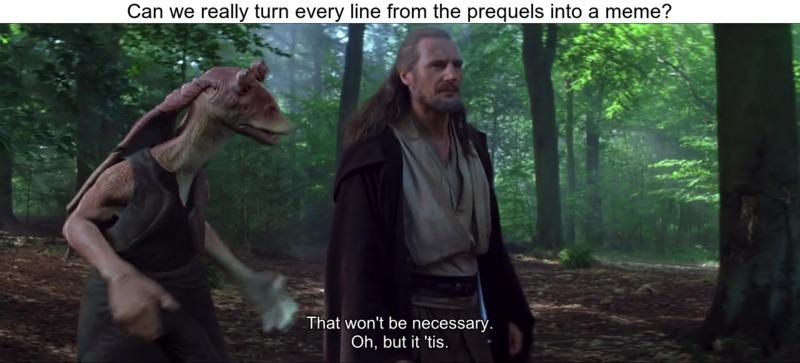 Can we really turn every line from the prequels into a meme?
That won't be necessary.
Oh, but it 'tis.